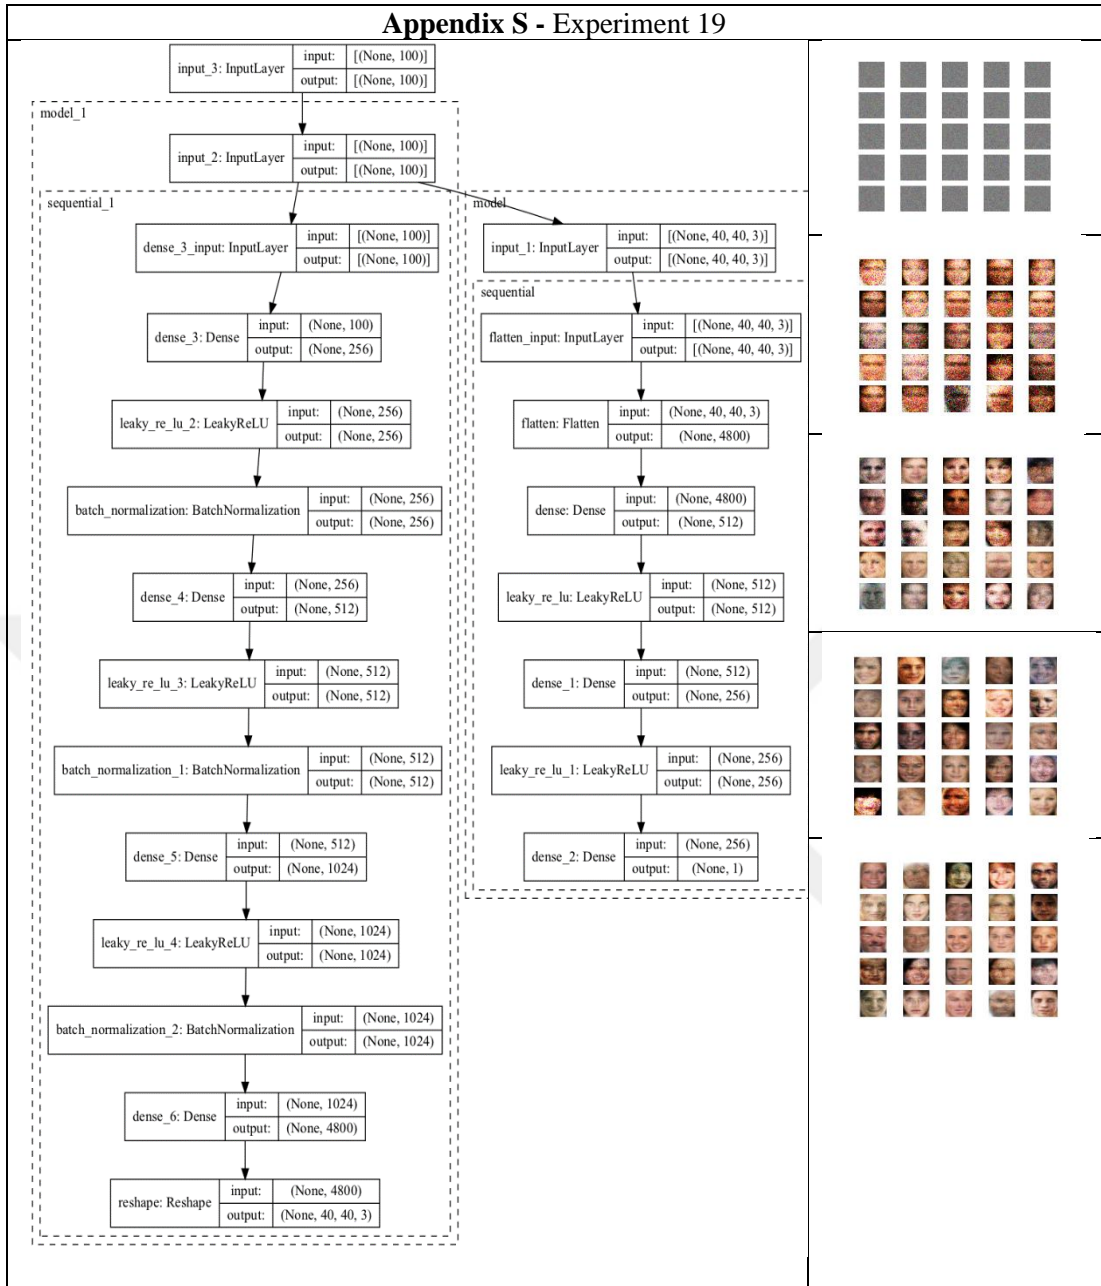 Appendix S - Experiment 19
input_3: InputLayer
input: [(None, 100)]
output: [(None, 100)]
model_1
input_2: InputLayer
input: [(None, 100)]
output: [(None, 100)]
sequential_1
dense_3_input: InputLayer
input: [(None, 100)]
output: [(None, 100)]
dense_3: Dense
input: (None, 100)
output: (None, 256)
leaky_re_lu_2: LeakyReLU
input: (None, 256)
output: (None, 256)
batch_normalization: BatchNormalization
input: (None, 256)
output: (None, 256)
dense_4: Dense
input: (None, 256)
output: (None, 512)
leaky_re_lu_3: LeakyReLU
input: (None, 512)
output: (None, 512)
batch_normalization_1: BatchNormalization
input: (None, 512)
output: (None, 512)
dense_5: Dense
input: (None, 512)
output: (None, 1024)
leaky_re_lu_4: LeakyReLU
input: (None, 1024)
output: (None, 1024)
batch_normalization_2: BatchNormalization
input: (None, 1024)
output: (None, 1024)
dense_6: Dense
input: (None, 1024)
output: (None, 4800)
reshape: Reshape
input: (None, 4800)
output: (None, 40, 40, 3)
model
input_1: InputLayer
input: [(None, 40, 40, 3)]
output: [(None, 40, 40, 3)]
sequential
flatten_input: InputLayer
input: [(None, 40, 40, 3)]
output: [(None, 40, 40, 3)]
flatten: Flatten
input: (None, 40, 40, 3)
output: (None, 4800)
dense: Dense
input: (None, 4800)
output: (None, 512)
leaky_re_lu: LeakyReLU
input: (None, 512)
output: (None, 512)
dense_1: Dense
input: (None, 512)
output: (None, 256)
leaky_re_lu_1: LeakyReLU
input: (None, 256)
output: (None, 256)
dense_2: Dense
input: (None, 256)
output: (None, 1)